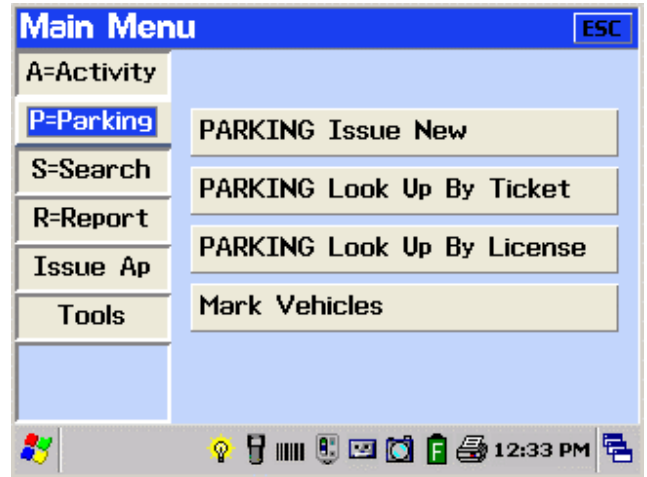 Main Menu
ESC
A=Activity
P=Parking
S=Search
R=Report
Issue Ap
Tools
PARKING Issue New
PARKING Look Up By Ticket
PARKING Look Up By License
Mark Vehicles
F
12:33 PM